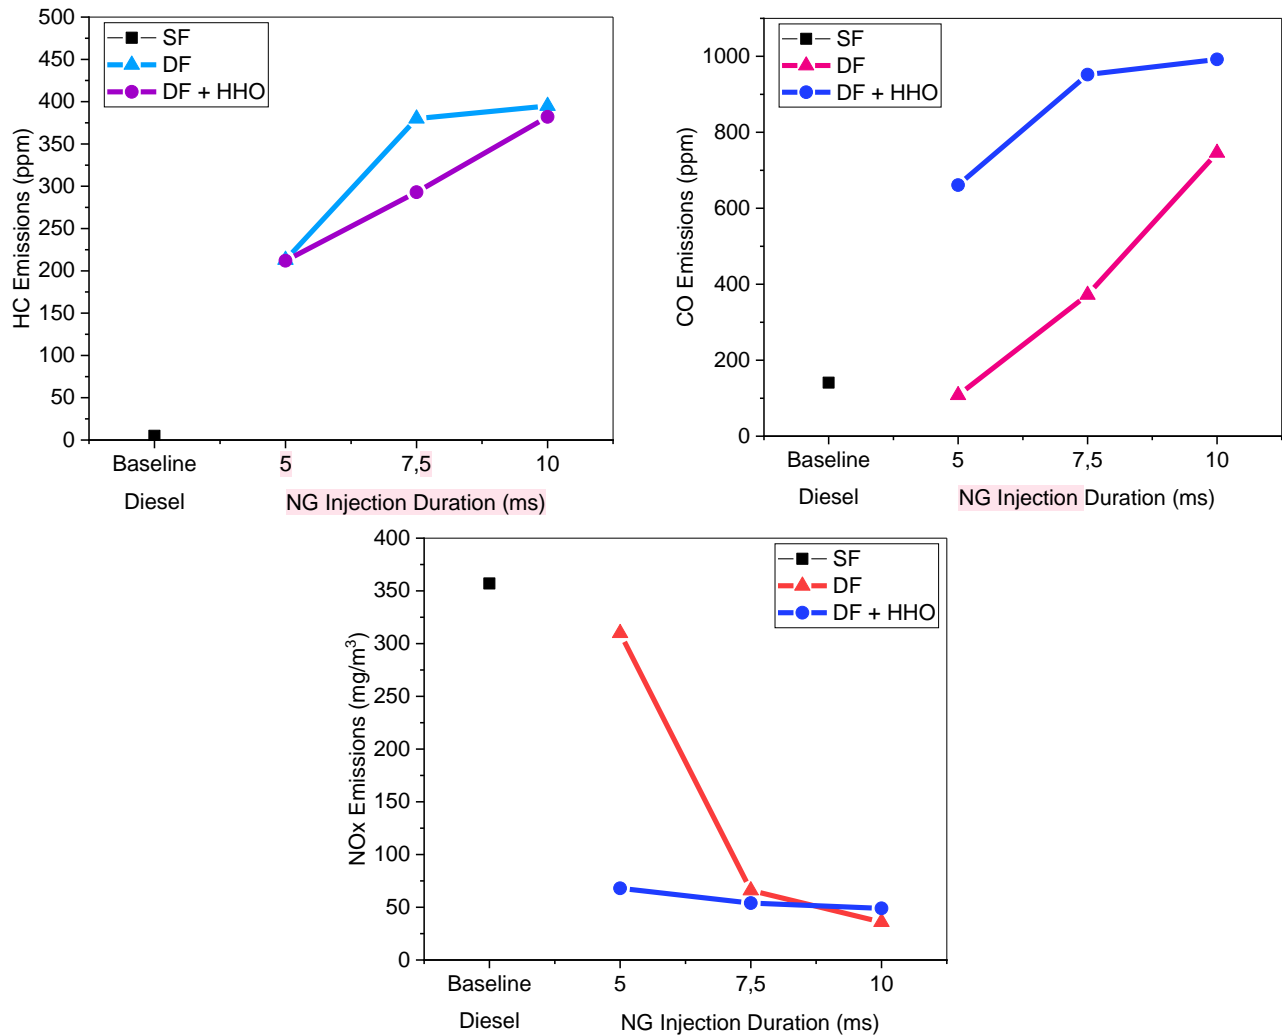 500
450
400
350
300
250
200
150
100
50
0
HC Emissions (ppm)
SF
DF
DF + HHO
Baseline
Diesel
5
7,5
10
NG Injection Duration (ms)
1000
800
600
400
200
0
CO Emissions (ppm)
SF
DF
DF + HHO
Baseline
Diesel
5
7,5
10
NG Injection Duration (ms)
400
350
300
250
200
150
100
50
0
NOx Emissions (mg/m³)
SF
DF
DF + HHO
Baseline
Diesel
5
7,5
10
NG Injection Duration (ms)